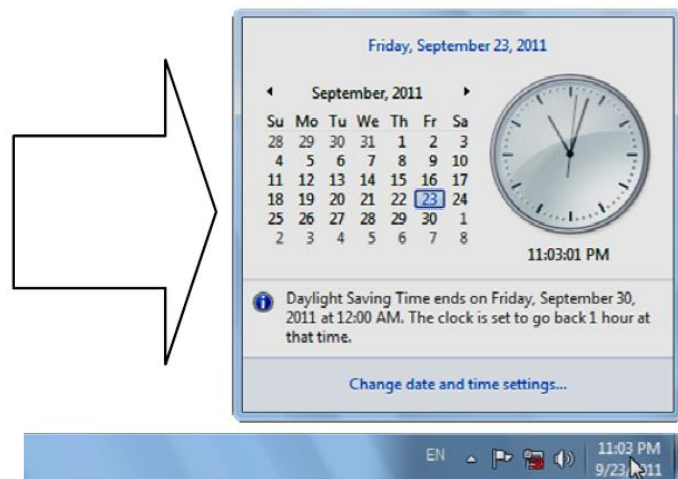 Friday, September 23, 2011
September, 2011
Su Mo Tu We Th Fr Sa
28 29 30 31 1 2 3
4 5 6 7 8 9 10
11 12 13 14 15 16 17
18 19 20 21 22 23 24
25 26 27 28 29 30 1
2 3 4 5 6 7 8
11:03:01 PM
Daylight Saving Time ends on Friday, September 30,
2011 at 12:00 AM. The clock is set to go back 1 hour at
that time.
Change date and time settings...
EN
11:03 PM